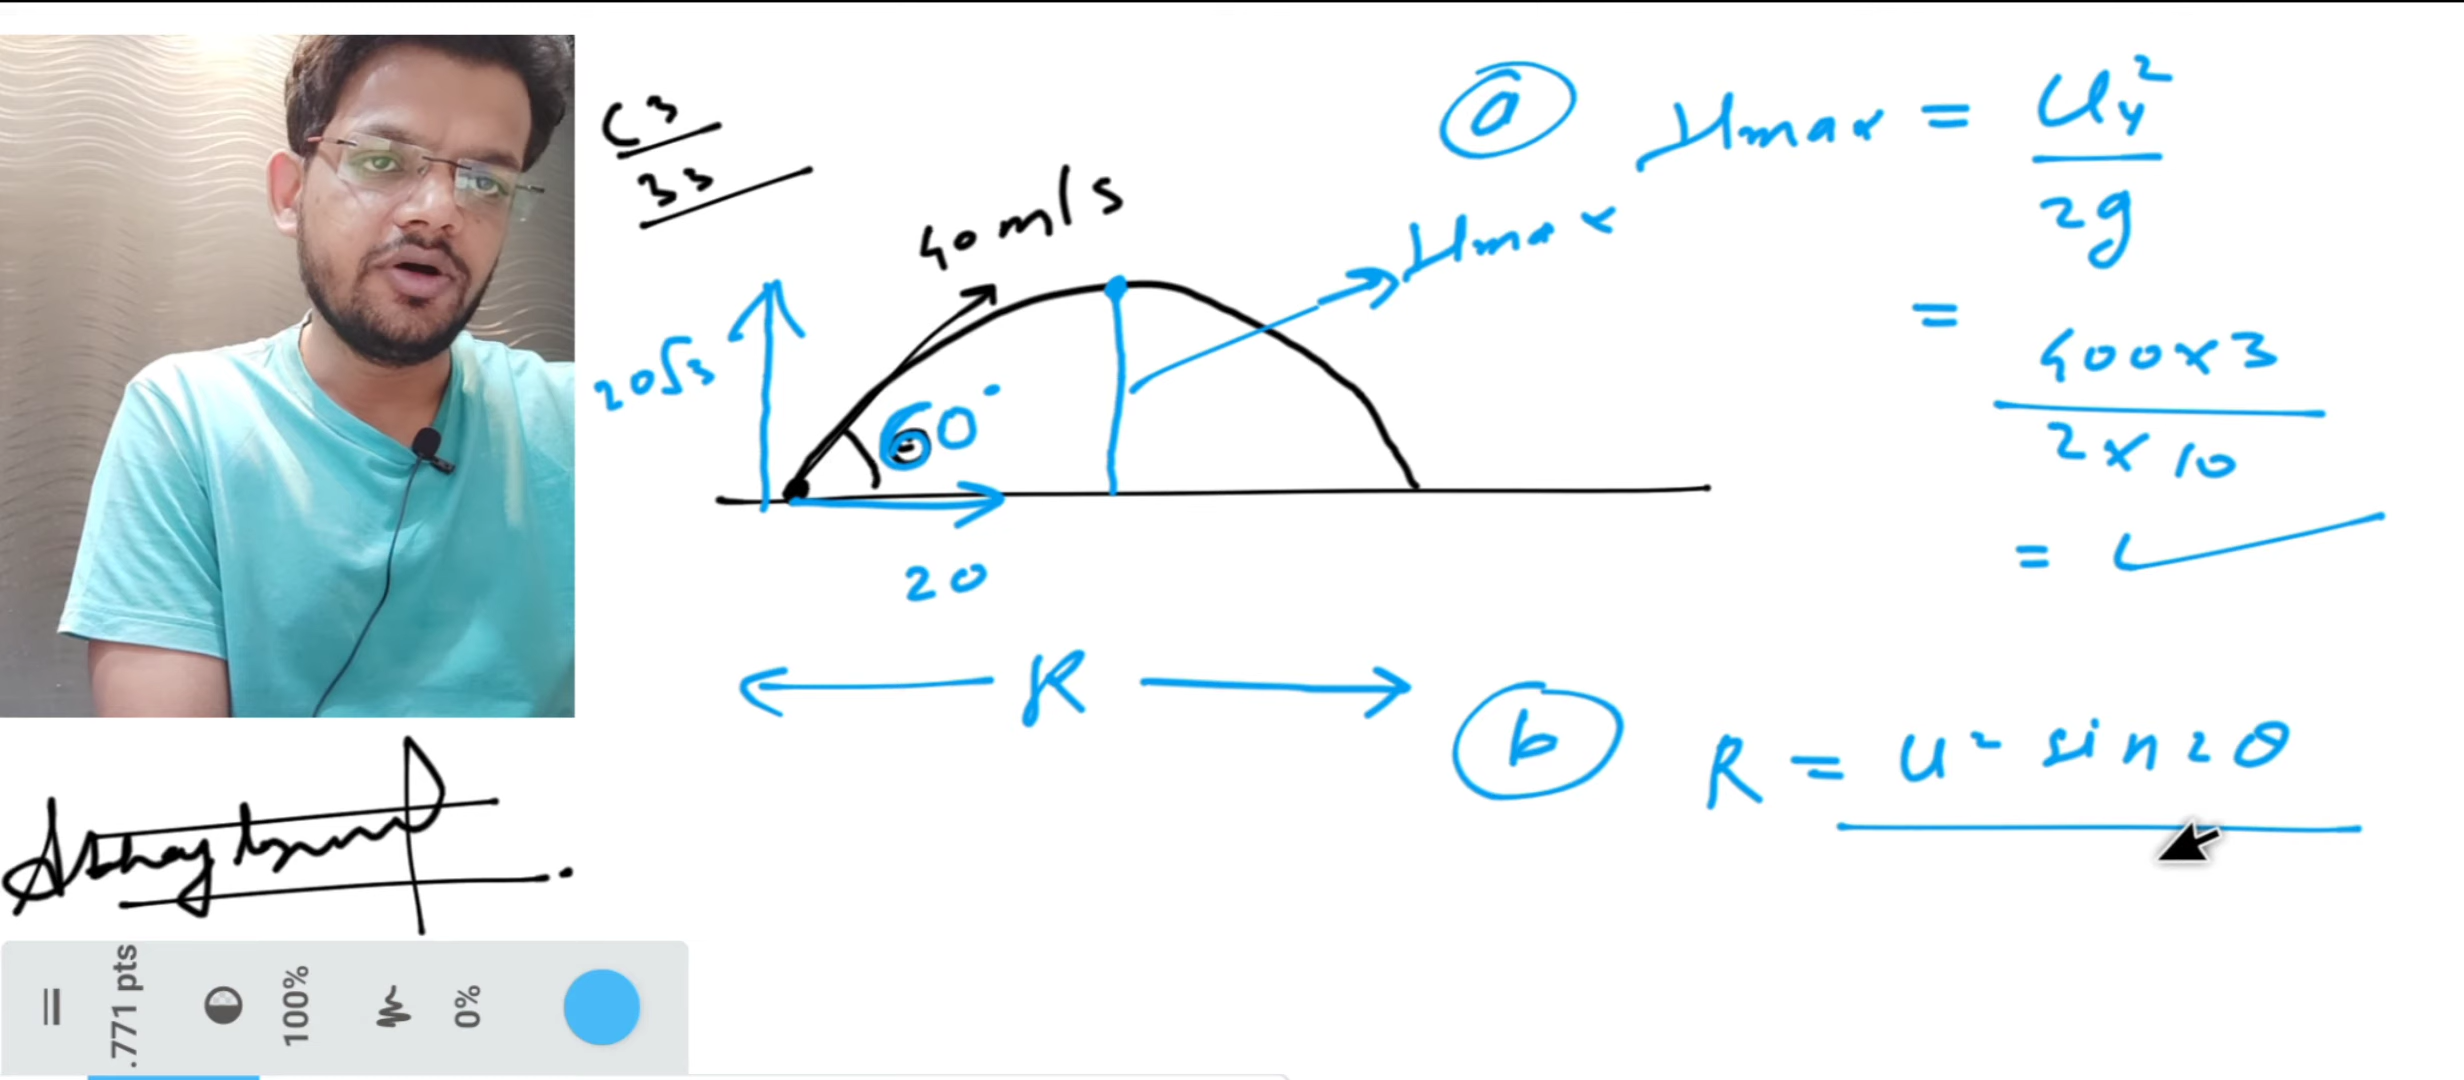 C3
33
40 m/s
20√3
60°
20
R
Hmax
a Hmax = Uy²
2g
= 400×3
2×10
=
b R = U² sin2θ
.771 pts
100%
0%